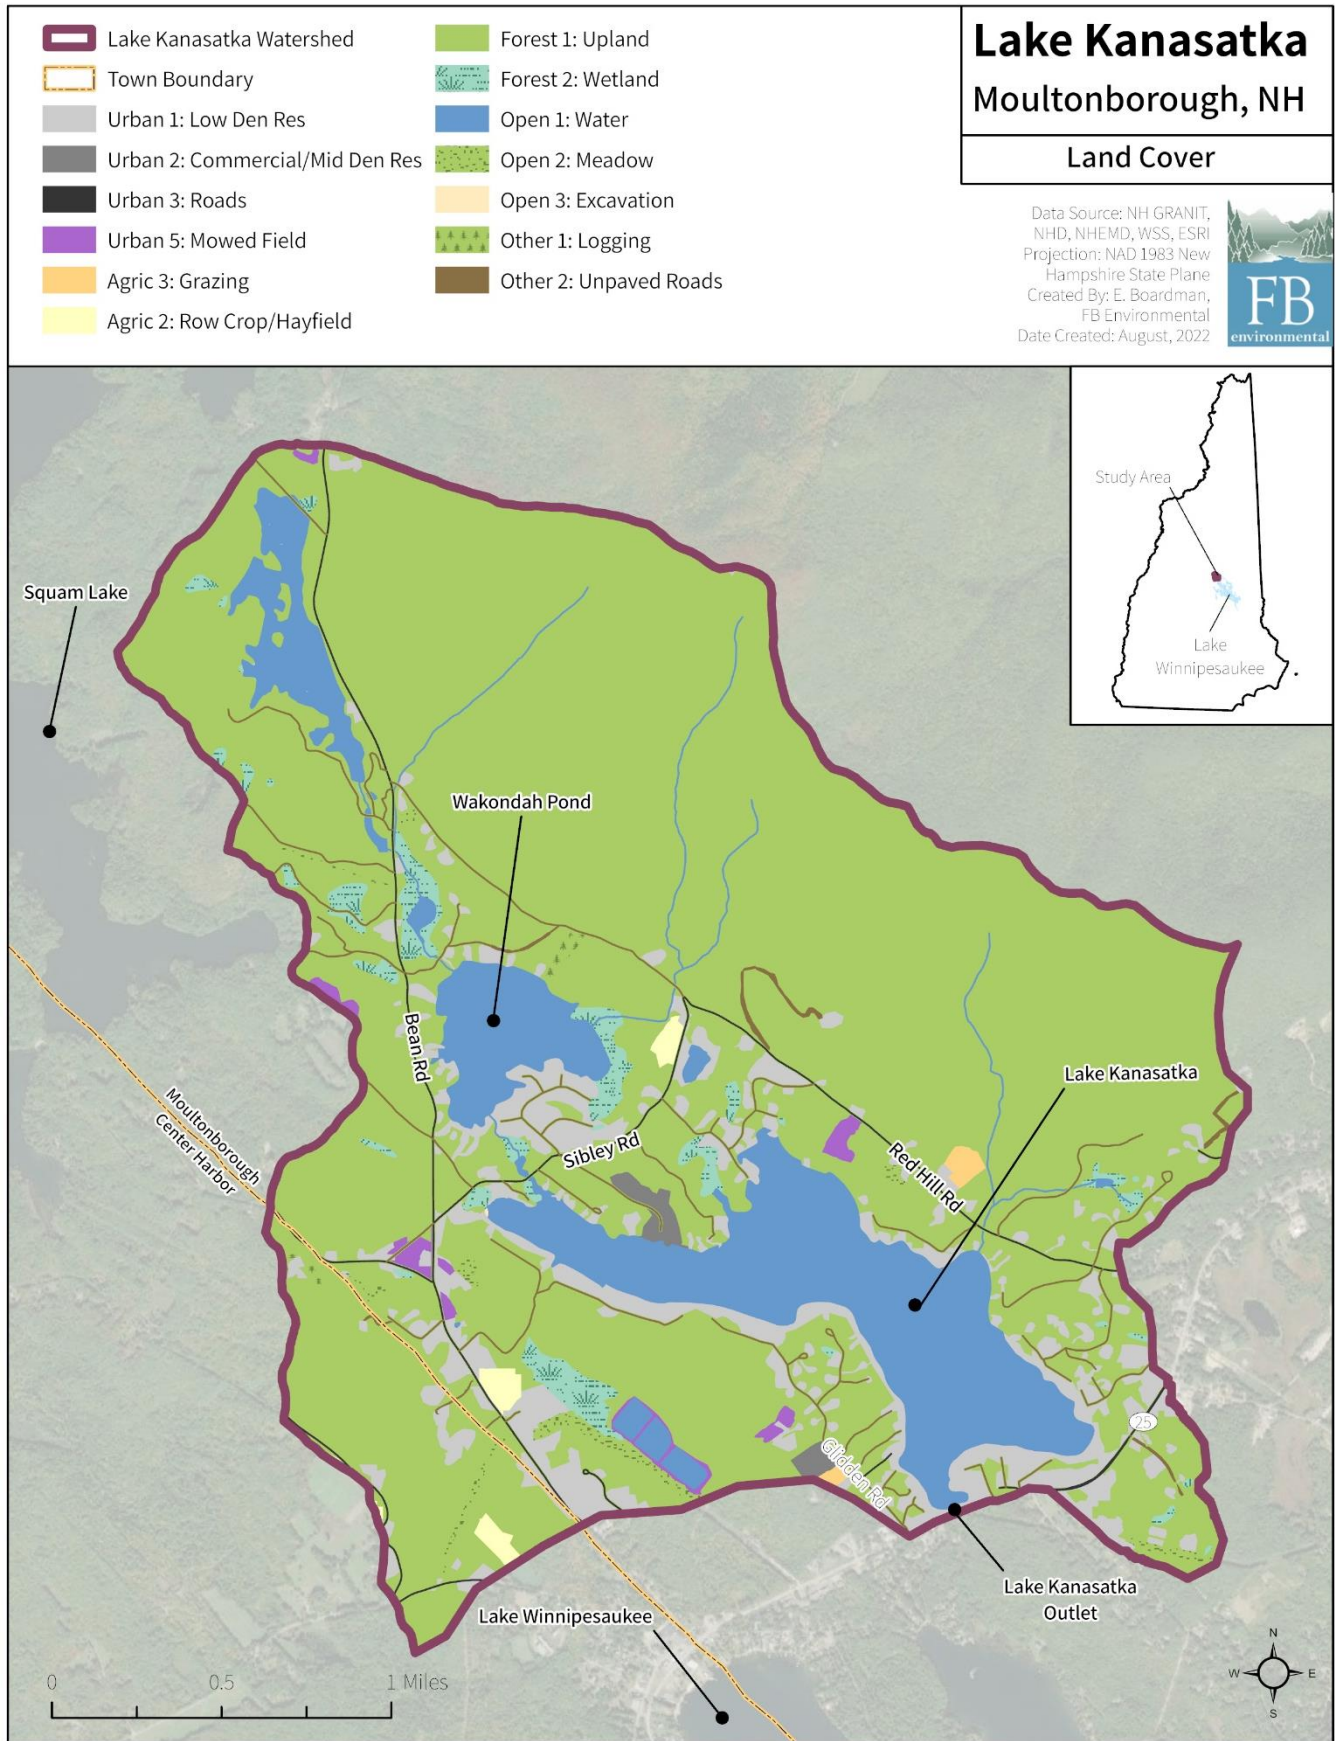 Lake Kanasatka Watershed
Town Boundary
Urban 1: Low Den Res
Urban 2: Commercial/Mid Den Res
Urban 3: Roads
Urban 5: Mowed Field
Agric 3: Grazing
Agric 2: Row Crop/Hayfield
Forest 1: Upland
Forest 2: Wetland
Open 1: Water
Open 2: Meadow
Open 3: Excavation
Other 1: Logging
Other 2: Unpaved Roads
Lake Kanasatka
Moultonborough, NH
Land Cover
Data Source: NH GRANIT,
NHD, NHEMD, WSS, ESRI
Projection: NAD 1983 New
Hampshire State Plane
Created By: E. Boardman,
FB Environmental
Date Created: August, 2022
FB
environmental
Study Area
Lake
Winnipesaukee
Squam Lake
Wakondah Pond
Bean Rd
Lake Kanasatka
Moultonborough
Center Harbor
Sibley Rd
Red Hill Rd
25
Glidden Rd
Lake Kanasatka
Outlet
Lake Winnipesaukee
0 0.5 1 Miles
N
W E
S